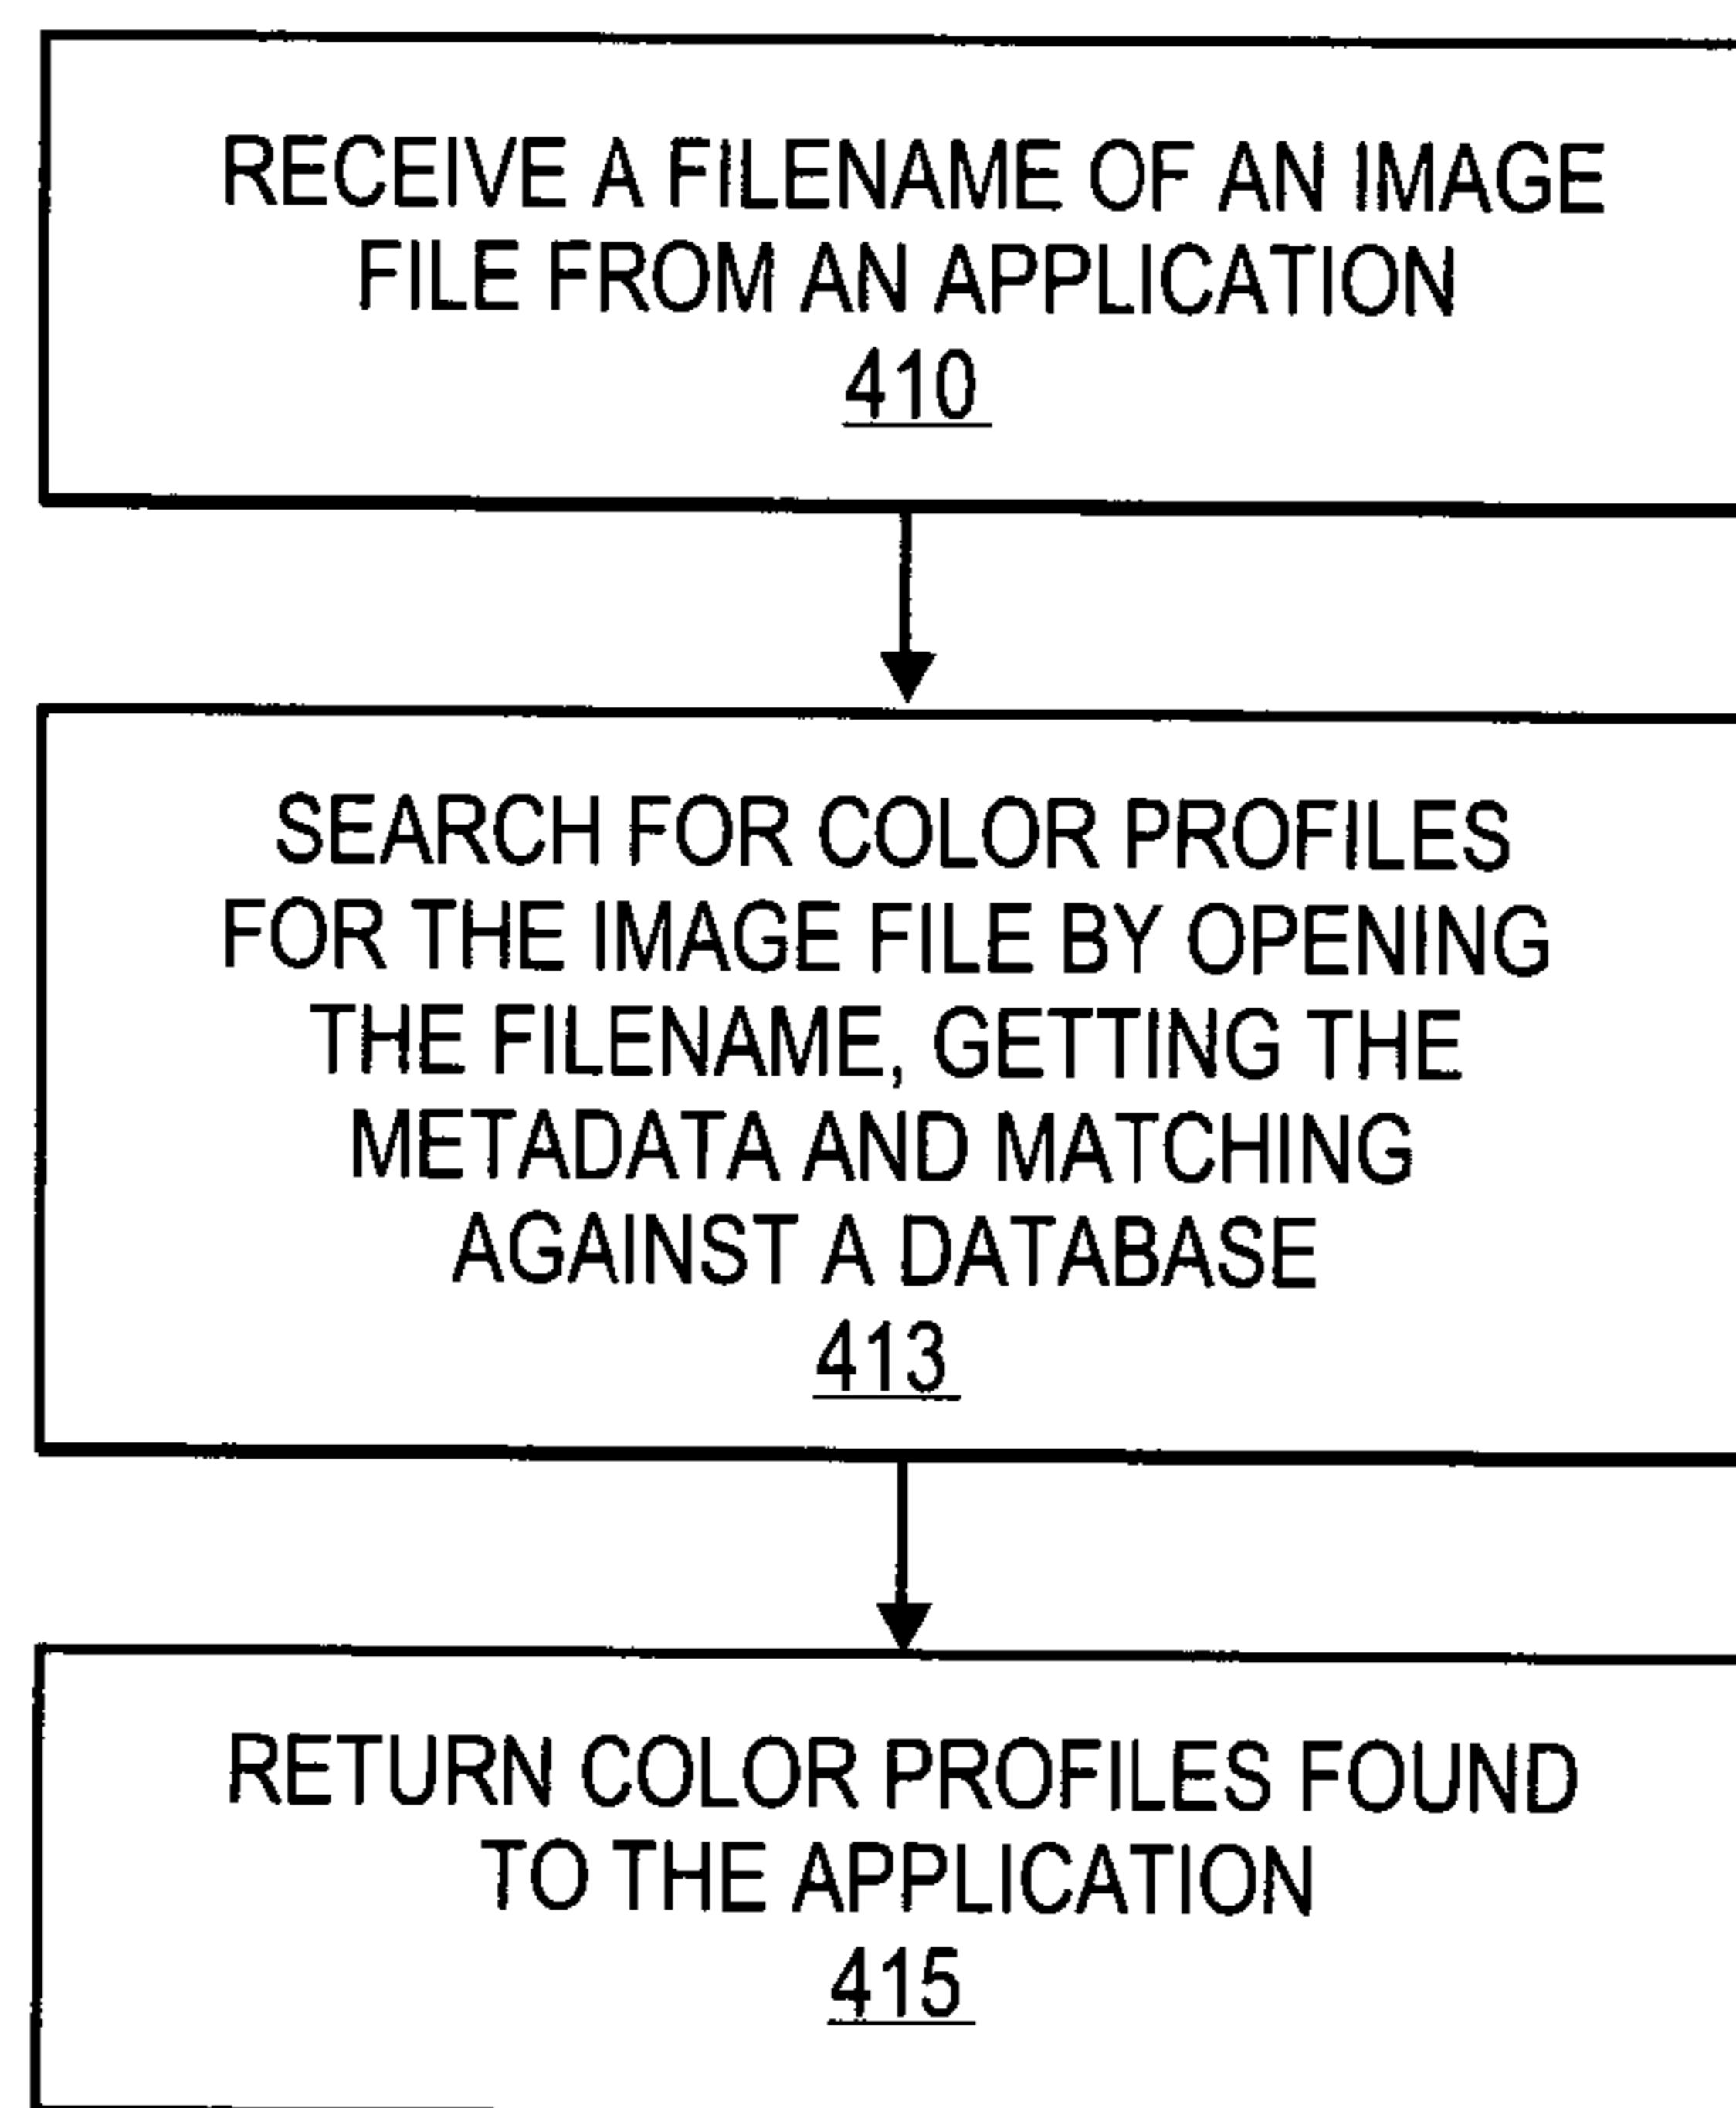 RECEIVE A FILENAME OF AN IMAGE
FILE FROM AN APPLICATION
410
SEARCH FOR COLOR PROFILES
FOR THE IMAGE FILE BY OPENING
THE FILENAME, GETTING THE
METADATA AND MATCHING
AGAINST A DATABASE
413
RETURN COLOR PROFILES FOUND
TO THE APPLICATION
415